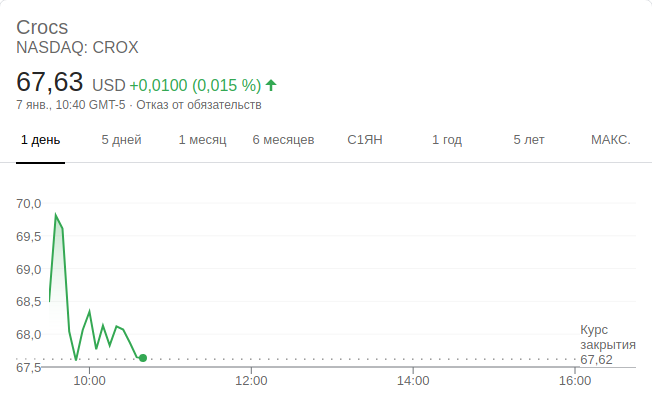 Crocs
NASDAQ: CROX
67,63 USD +0,0100 (0,015 %)
7 янв., 10:40 GMT-5 · Отказ от обязательств
1 день 5 дней 1 месяц 6 месяцев С1ЯН 1 год 5 лет МАКС.
70,0
69,5
69,0
68,5
68,0
67,5
Курс
закрытия
67,62
10:00 12:00 14:00 16:00